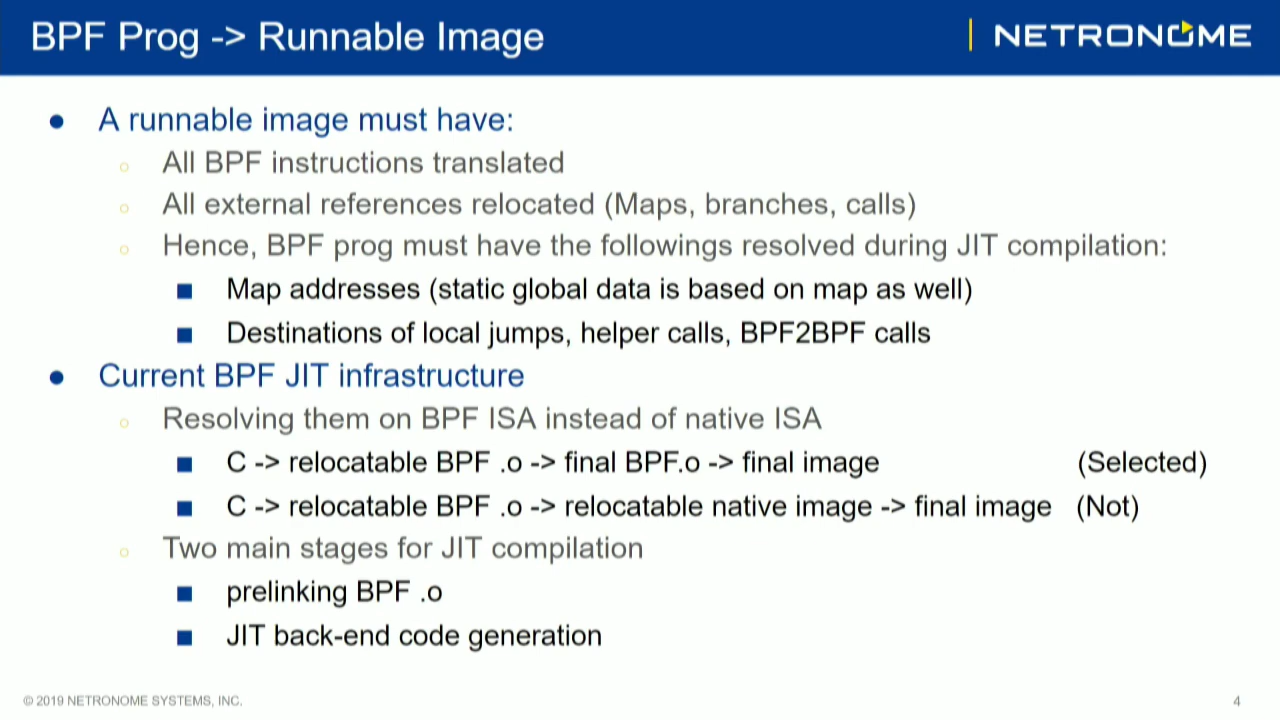 BPF Prog -> Runnable Image
NETRONOME
● A runnable image must have:
○ All BPF instructions translated
○ All external references relocated (Maps, branches, calls)
○ Hence, BPF prog must have the followings resolved during JIT compilation:
■ Map addresses (static global data is based on map as well)
■ Destinations of local jumps, helper calls, BPF2BPF calls
● Current BPF JIT infrastructure
○ Resolving them on BPF ISA instead of native ISA
■ C -> relocatable BPF .o -> final BPF.o -> final image (Selected)
■ C -> relocatable BPF .o -> relocatable native image -> final image (Not)
○ Two main stages for JIT compilation
■ prelinking BPF .o
■ JIT back-end code generation
© 2019 NETRONOME SYSTEMS, INC.
4